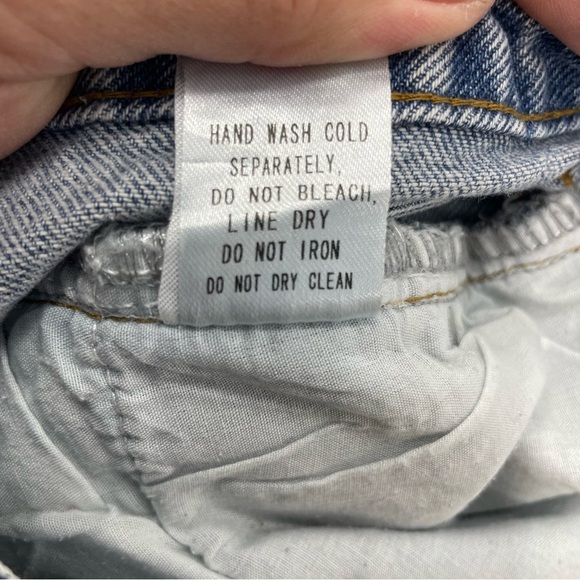 HAND WASH COLD
SEPARATELY,
DO NOT BLEACH,
LINE DRY
DO NOT IRON
DO NOT DRY CLEAN